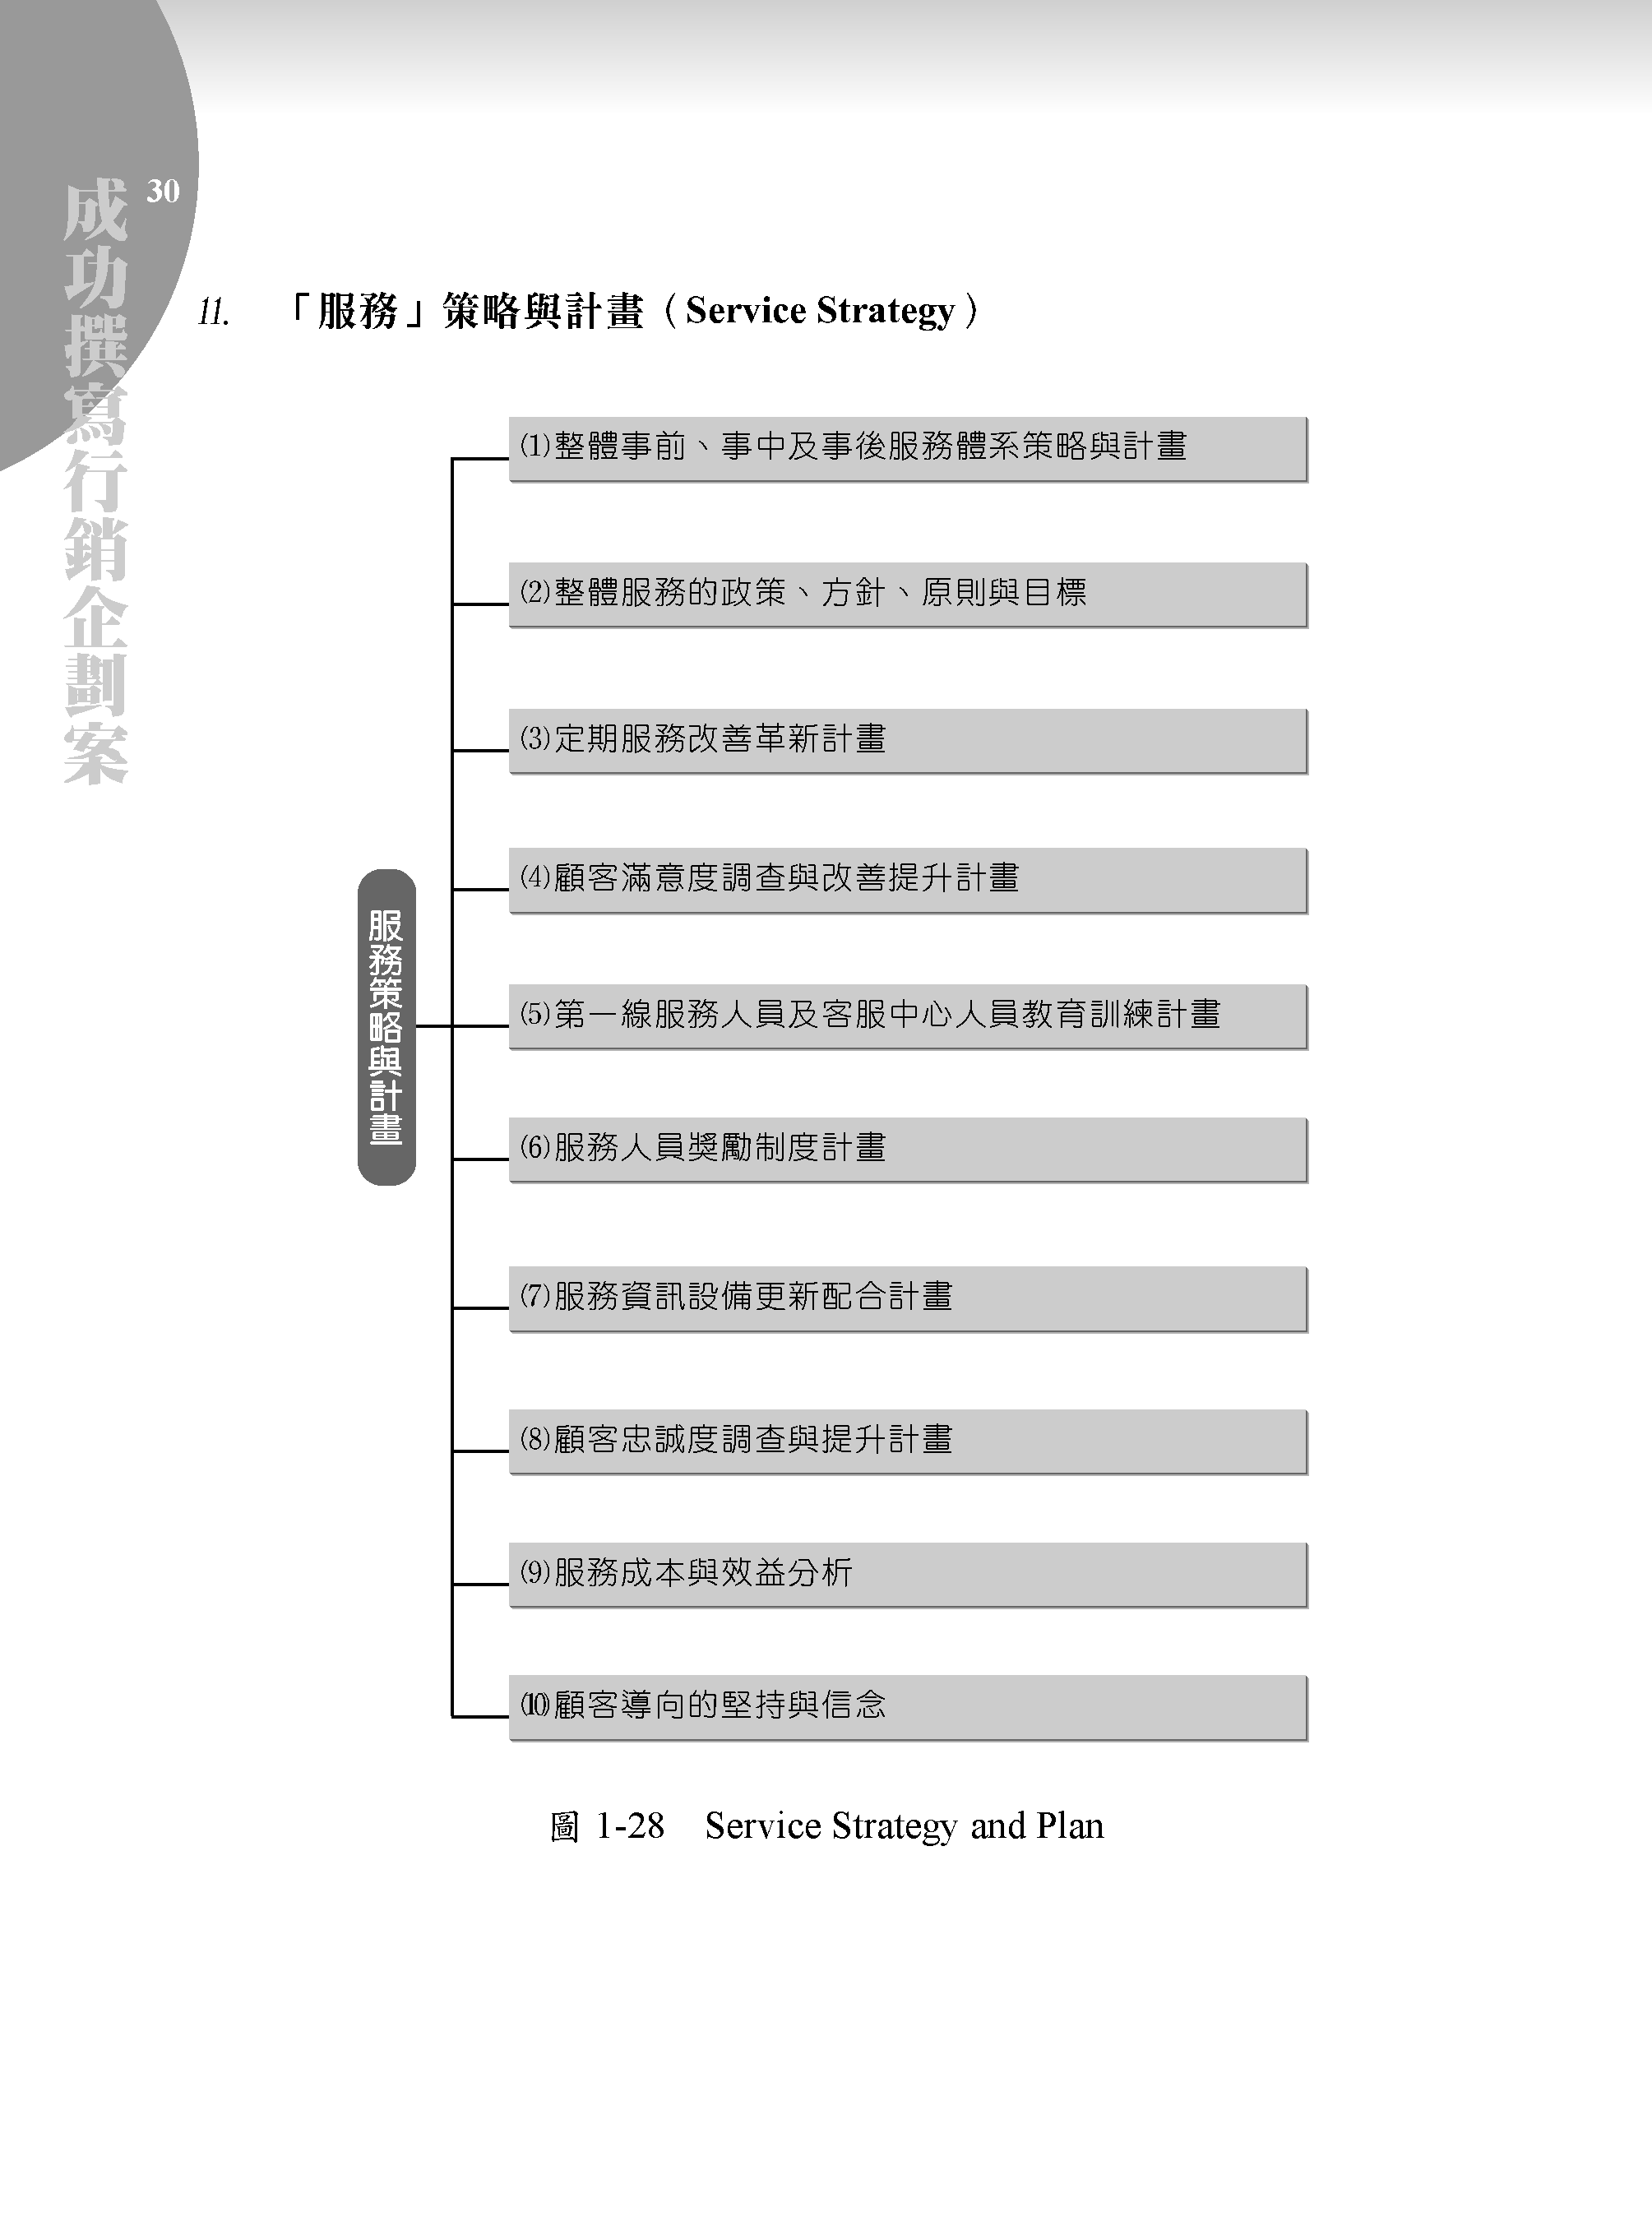 30
成功撰寫行銷企劃案
11. 「服務」策略與計畫（Service Strategy）
服務策略與計畫
⑴整體事前、事中及事後服務體系策略與計畫
⑵整體服務的政策、方針、原則與目標
⑶定期服務改善革新計畫
⑷顧客滿意度調查與改善提升計畫
⑸第一線服務人員及客服中心人員教育訓練計畫
⑹服務人員獎勵制度計畫
⑺服務資訊設備更新配合計畫
⑻顧客忠誠度調查與提升計畫
⑼服務成本與效益分析
⑽顧客導向的堅持與信念
圖 1-28 Service Strategy and Plan